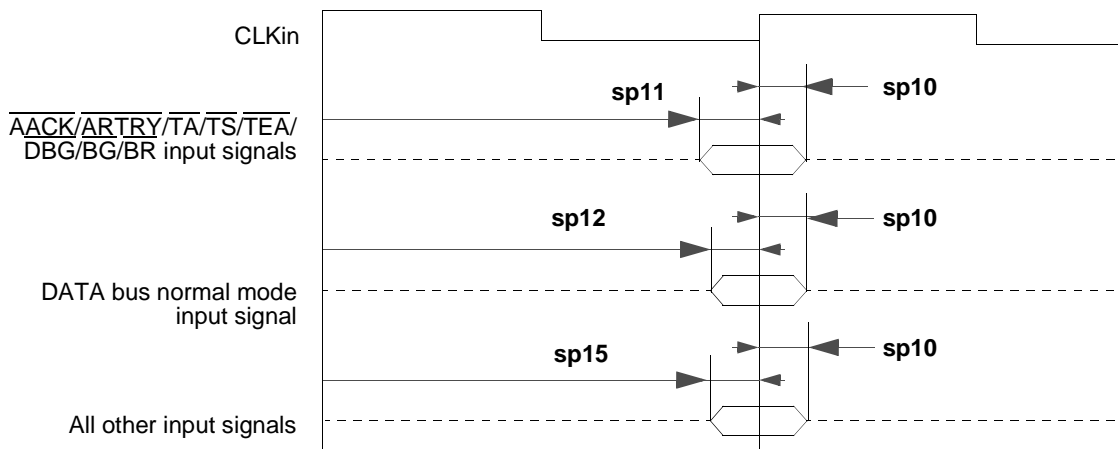 CLKin
sp11
sp10
AACK/ARTRY/TA/TS/TEA/
DBG/BG/BR input signals
sp12
sp10
DATA bus normal mode
input signal
sp15
sp10
All other input signals